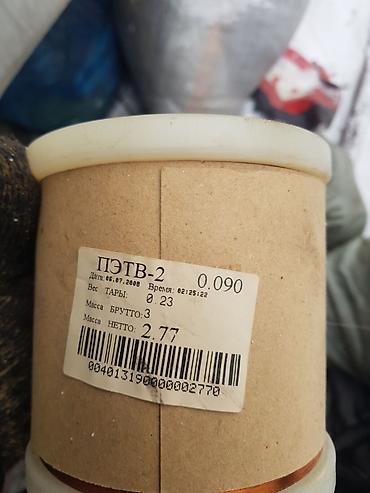 ПЭТВ-2 0.090
Дата: 06.07.2008 Время: 02:25:22
Вес ТАРЫ: 0.23
Масса БРУТТО: 3
Масса НЕТТО: 2.77
0040131900000002770